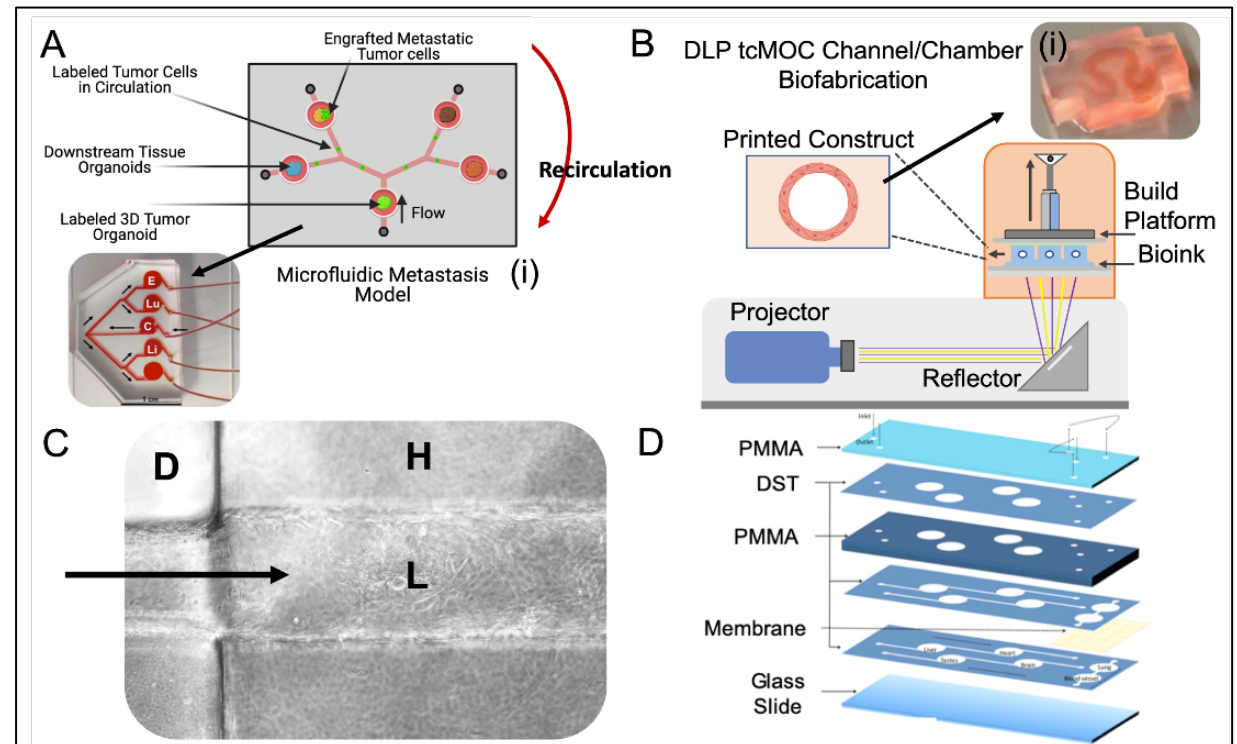 A
Engrafted Metastatic
Tumor cells
Labeled Tumor Cells
in Circulation
Downstream Tissue
Organoids
Labeled 3D Tumor
Organoid
Flow
Recirculation
Microfluidic Metastasis
Model
(i)
E
Lu
C
Li
1 cm
B
DLP tcMOC Channel/Chamber
Biofabrication
(i)
Printed Construct
Build
Platform
Bioink
Projector
Reflector
C
D
H
L
D
Inlet
Outlet
PMMA
DST
PMMA
Membrane
Liver
Heart
Testes
Brain
Lung
Blood vessel
Glass
Slide